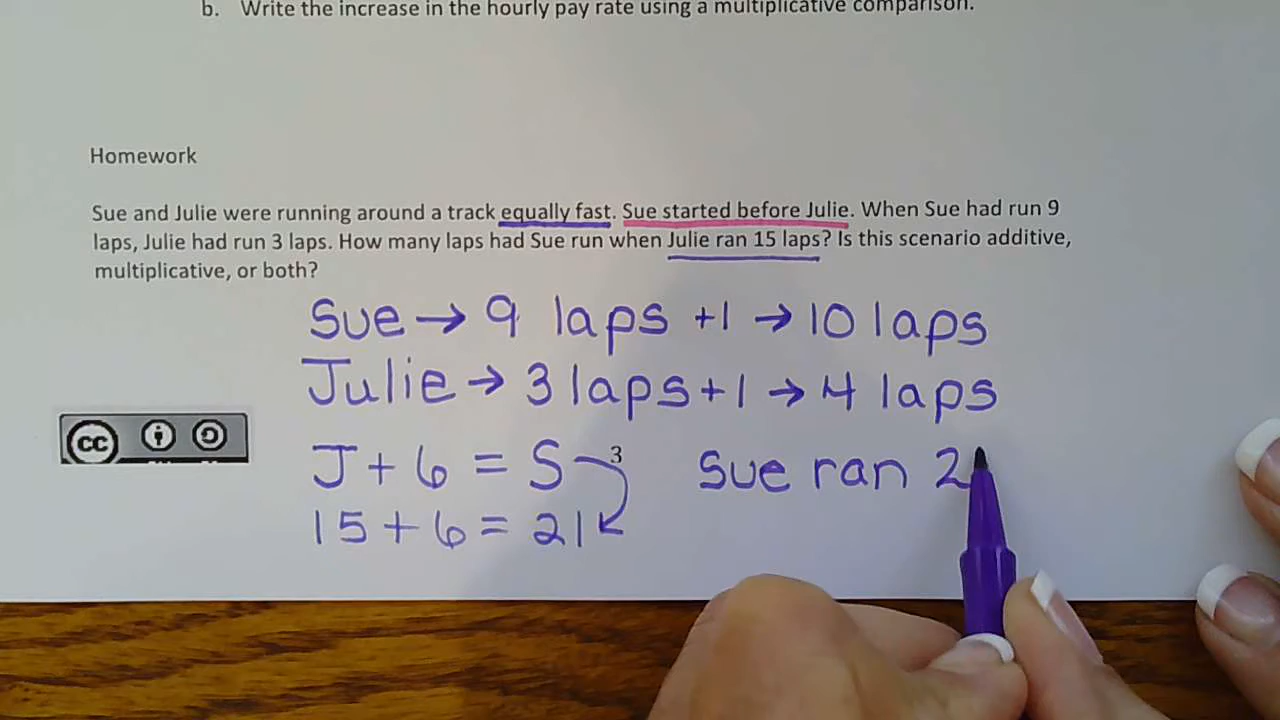 b. Write the increase in the hourly pay rate using a multiplicative comparison.
Homework
Sue and Julie were running around a track equally fast. Sue started before Julie. When Sue had run 9
laps, Julie had run 3 laps. How many laps had Sue run when Julie ran 15 laps? Is this scenario additive,
multiplicative, or both?
Sue → 9 laps +1 → 10 laps
Julie → 3 laps +1 → 4 laps
cc
J + 6 = S 3
Sue ran 2
15 + 6 = 21